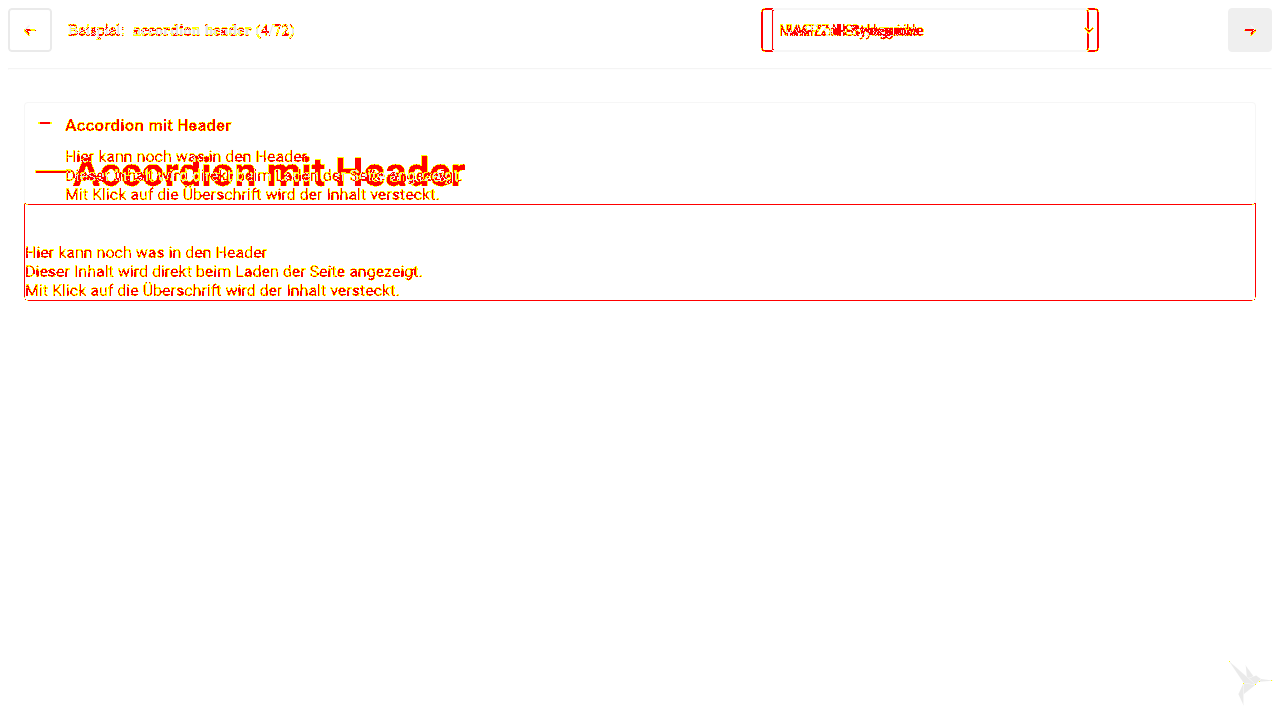 ← Beispiel: accordion header (4/72) →
– Accordion mit Header
Hier kann noch was in den Header
— Accordion mit Header
Dieser Inhalt wird direkt beim Laden der Seite angezeigt.
Mit Klick auf die Überschrift wird der Inhalt versteckt.
Hier kann noch was in den Header
Dieser Inhalt wird direkt beim Laden der Seite angezeigt.
Mit Klick auf die Überschrift wird der Inhalt versteckt.